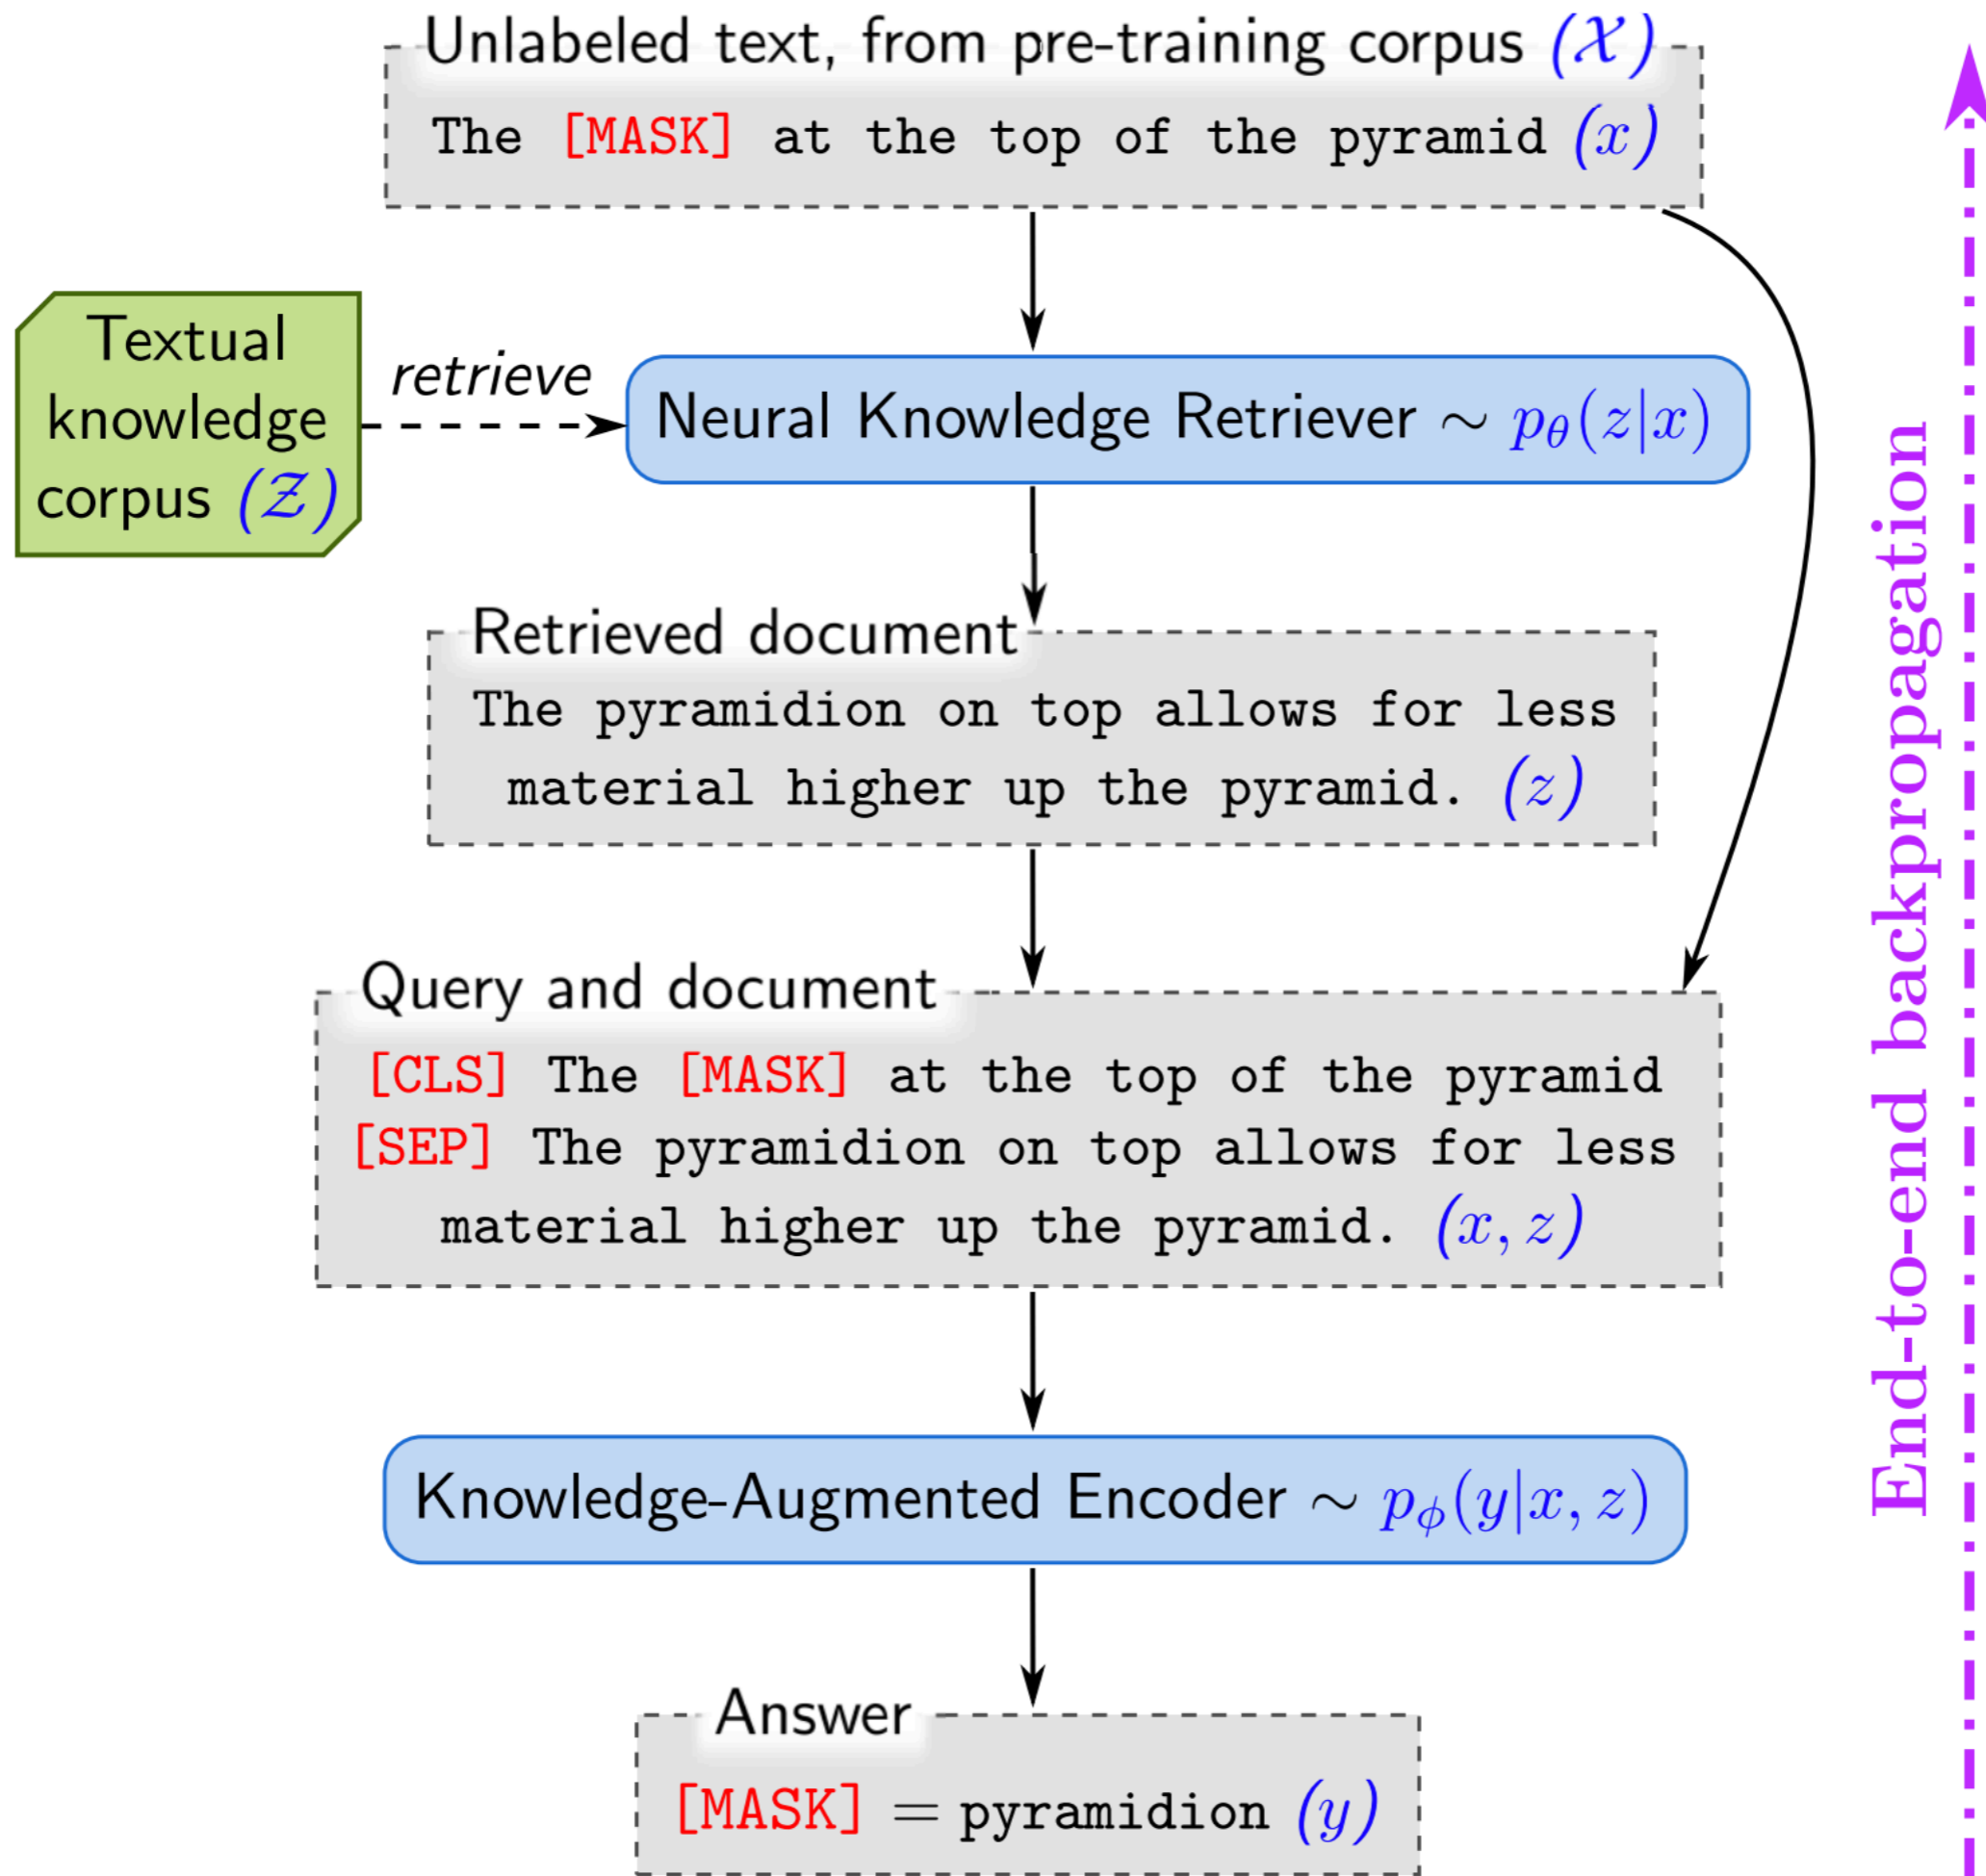 Unlabeled text, from pre-training corpus (𝒳)
The [MASK] at the top of the pyramid (x)
Textual
knowledge
corpus (𝒵)
retrieve
Neural Knowledge Retriever ∼ p_θ(z|x)
Retrieved document
The pyramidion on top allows for less
material higher up the pyramid. (z)
Query and document
[CLS] The [MASK] at the top of the pyramid
[SEP] The pyramidion on top allows for less
material higher up the pyramid. (x, z)
Knowledge-Augmented Encoder ∼ p_ϕ(y|x, z)
Answer
[MASK] = pyramidion (y)
End-to-end backpropagation